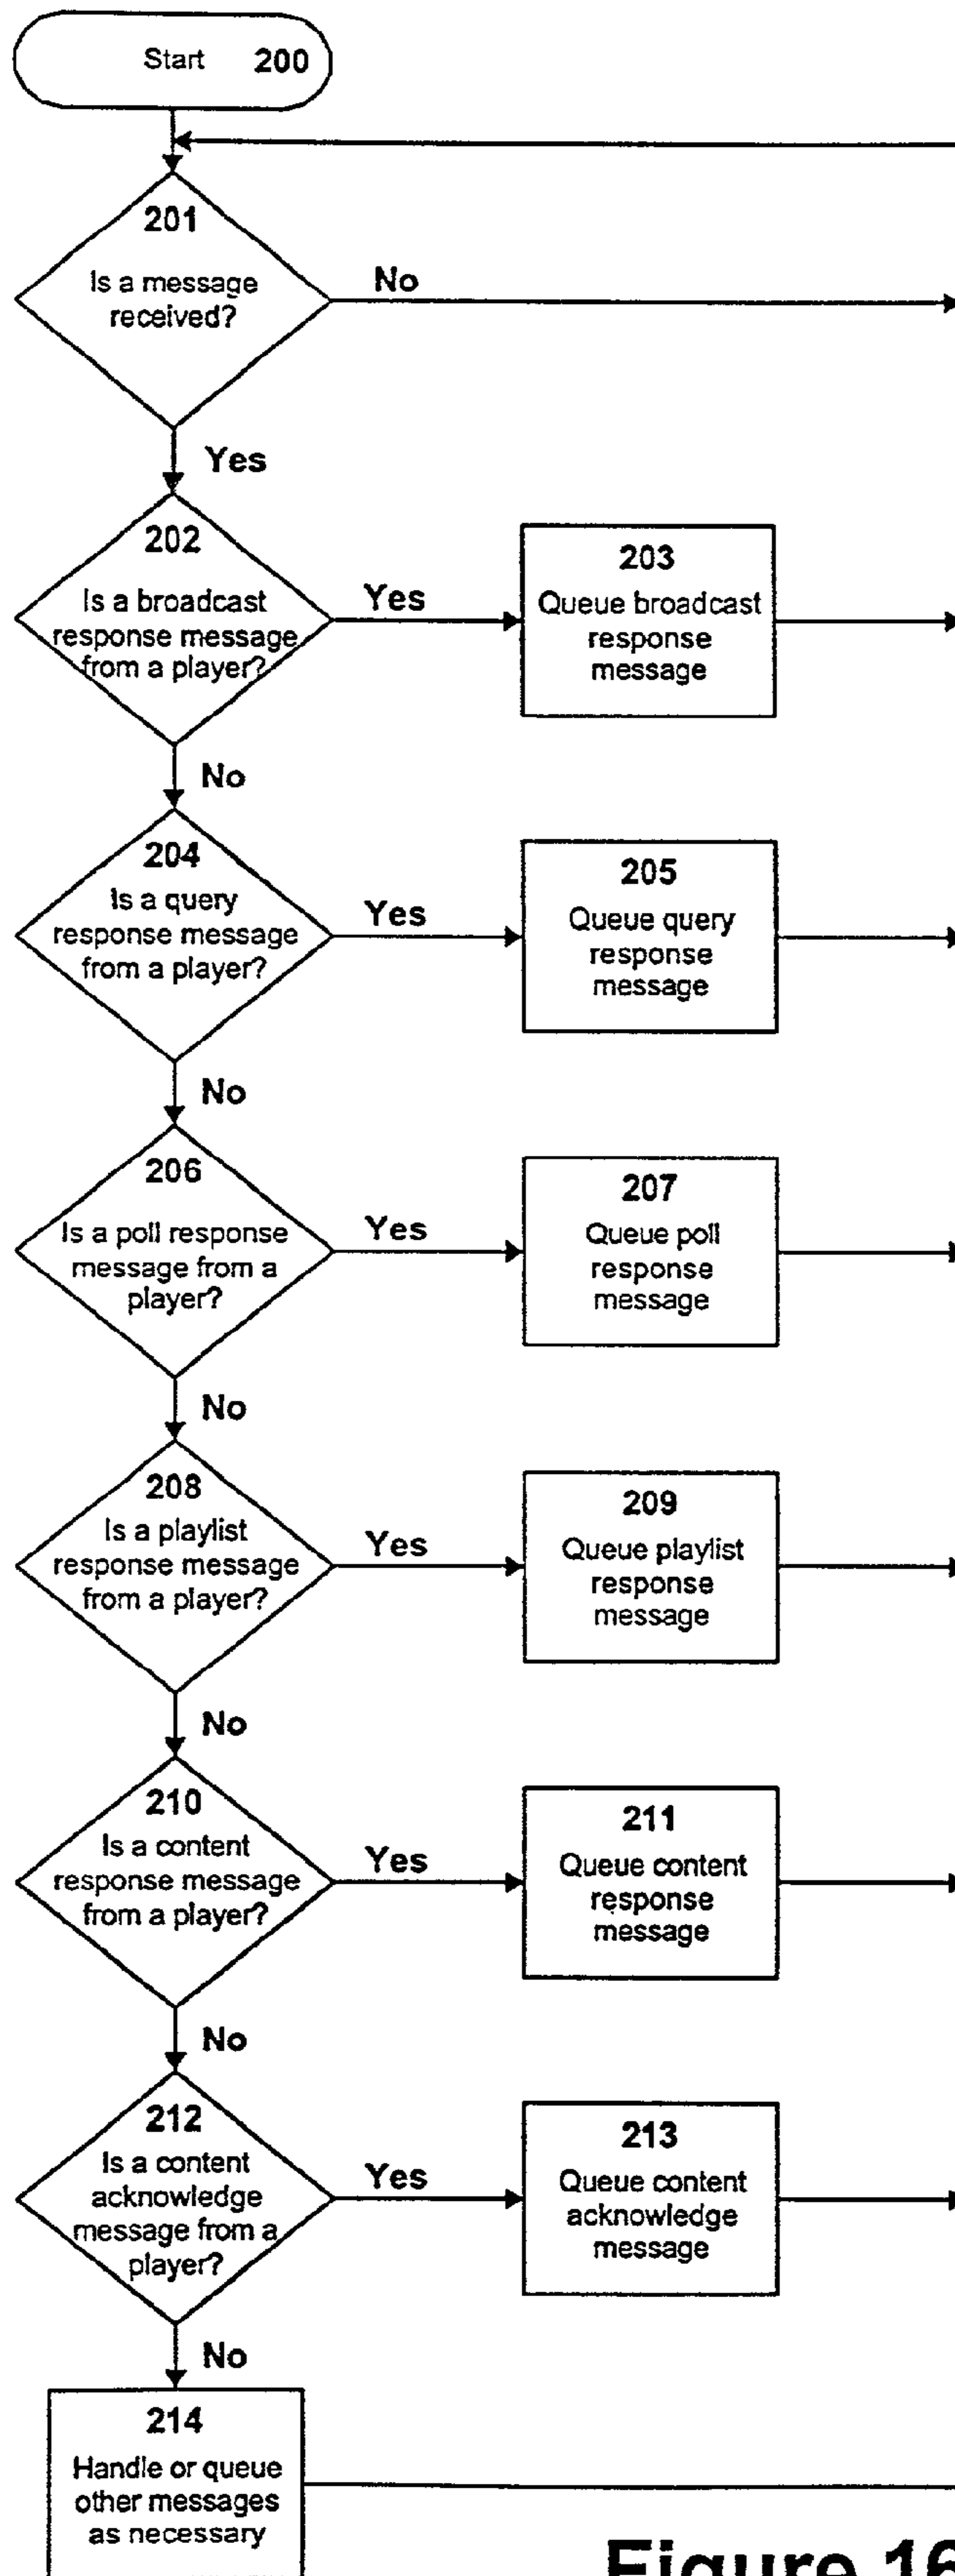 Start 200
201
Is a message
received?
No
Yes
202
Is a broadcast
response message
from a player?
Yes
203
Queue broadcast
response
message
No
204
Is a query
response message
from a player?
Yes
205
Queue query
response
message
No
206
Is a poll response
message from a
player?
Yes
207
Queue poll
response
message
No
208
Is a playlist
response message
from a player?
Yes
209
Queue playlist
response
message
No
210
Is a content
response message
from a player?
Yes
211
Queue content
response
message
No
212
Is a content
acknowledge
message from a
player?
Yes
213
Queue content
acknowledge
message
No
214
Handle or queue
other messages
as necessary
Figure 16